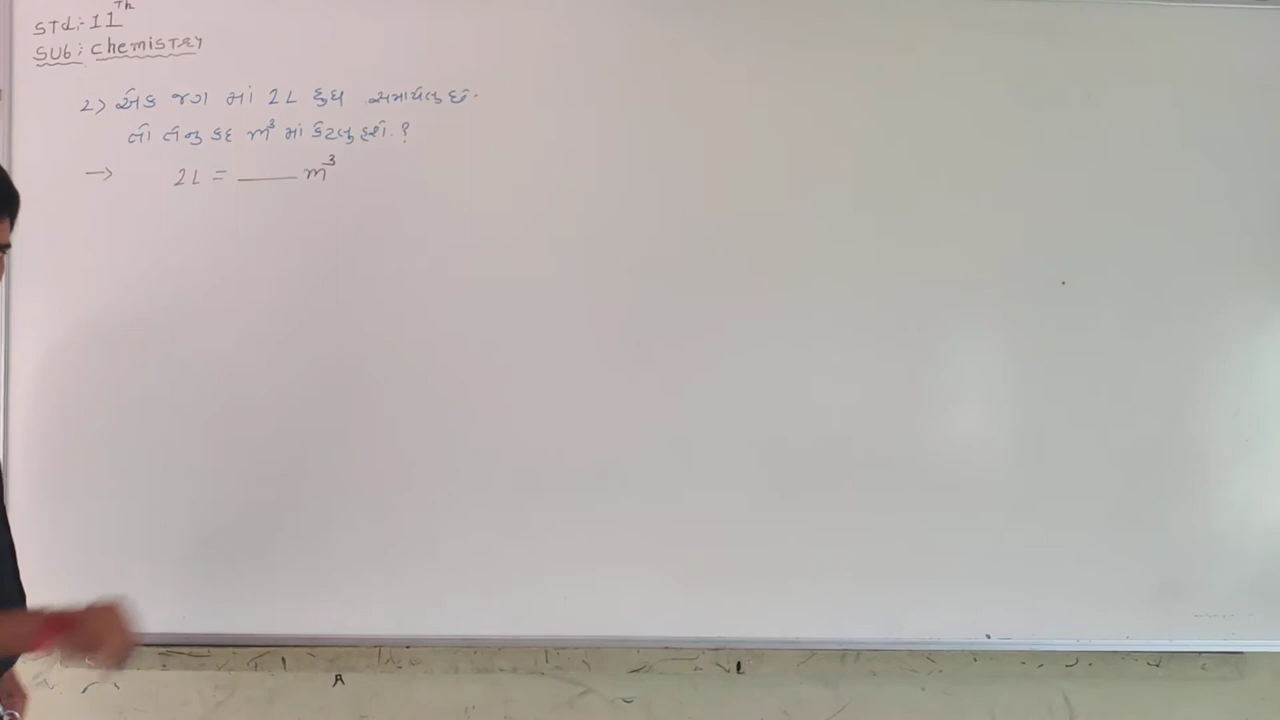 STd:- 11Th
SUb: ChemiSTRY
2) એક જગ માં 2L દુધ સમાયેલુ છે.
તો તેનુ કદ m³ માં કેટલુ હશે.?
→ 2L = ____ m³